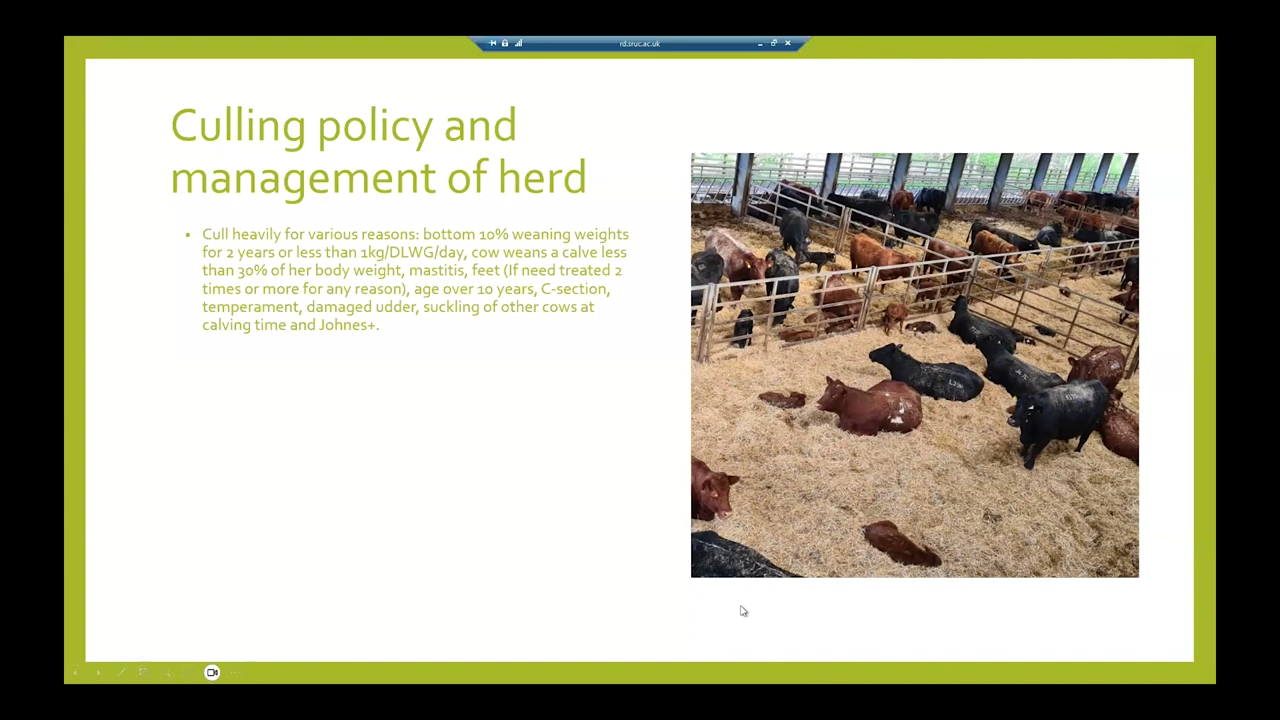 rd.sruc.ac.uk
Culling policy and
management of herd
• Cull heavily for various reasons: bottom 10% weaning weights
for 2 years or less than 1kg/DLWG/day, cow weans a calve less
than 30% of her body weight, mastitis, feet (If need treated 2
times or more for any reason), age over 10 years, C-section,
temperament, damaged udder, suckling of other cows at
calving time and Johnes+.